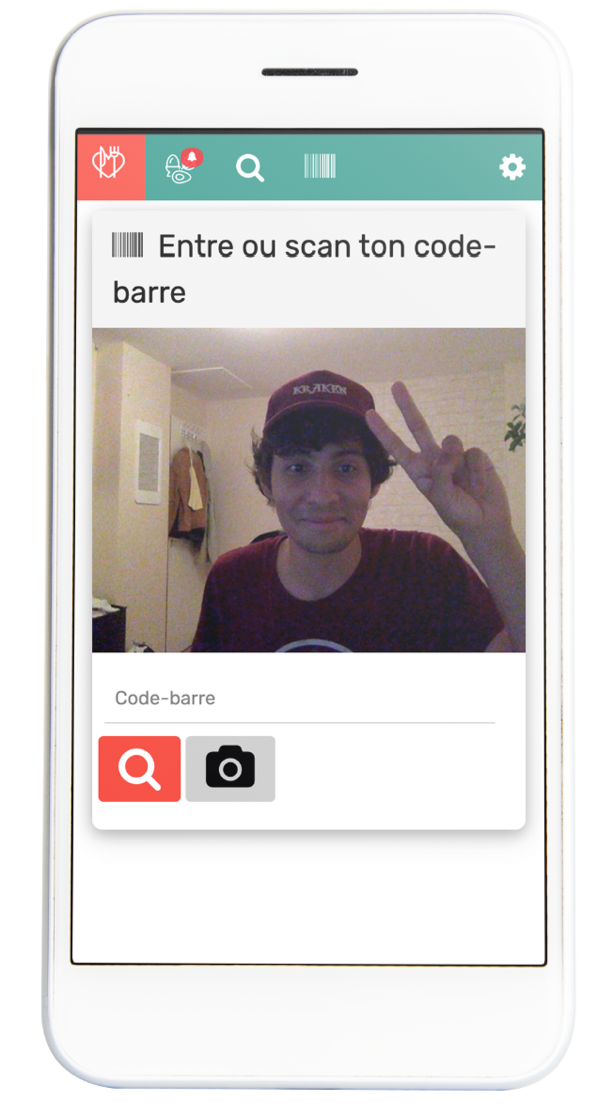 Entre ou scan ton code-
barre
KRAKEN
Code-barre